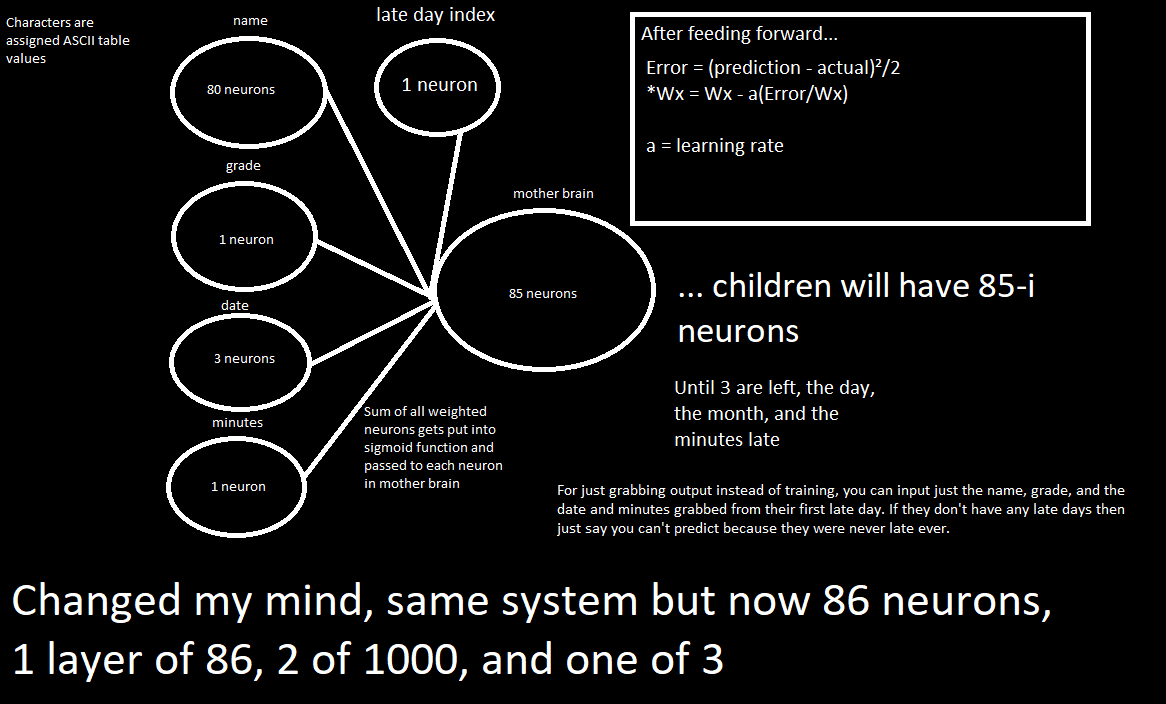 Characters are
assigned ASCII table
values
name
80 neurons
late day index
1 neuron
grade
1 neuron
date
3 neurons
minutes
1 neuron
mother brain
85 neurons
Sum of all weighted
neurons gets put into
sigmoid function and
passed to each neuron
in mother brain
After feeding forward...
Error = (prediction - actual)²/2
*Wx = Wx - a(Error/Wx)
a = learning rate
... children will have 85-i
neurons
Until 3 are left, the day,
the month, and the
minutes late
For just grabbing output instead of training, you can input just the name, grade, and the
date and minutes grabbed from their first late day. If they don't have any late days then
just say you can't predict because they were never late ever.
Changed my mind, same system but now 86 neurons,
1 layer of 86, 2 of 1000, and one of 3